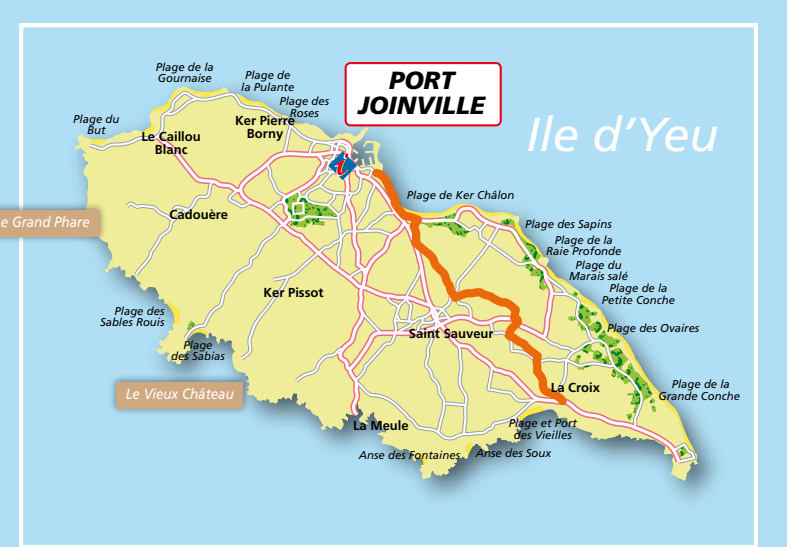 PORT
JOINVILLE
Ile d'Yeu
Plage de la
Gournaise
Plage de
la Pulante
Plage des
Roses
Plage du
But
Le Caillou
Blanc
Ker Pierre
Borny
i
Plage de Ker Châlon
Plage des Sapins
Plage de la
Raie Profonde
Plage du
Marais salé
Plage de la
Petite Conche
Plage des Ovaires
Plage de la
Grande Conche
e Grand Phare
Cadouère
Ker Pissot
Plage des
Sables Rouis
Plage
des Sabias
Saint Sauveur
Le Vieux Château
La Croix
La Meule
Plage et Port
des Vieilles
Anse des Fontaines
Anse des Soux